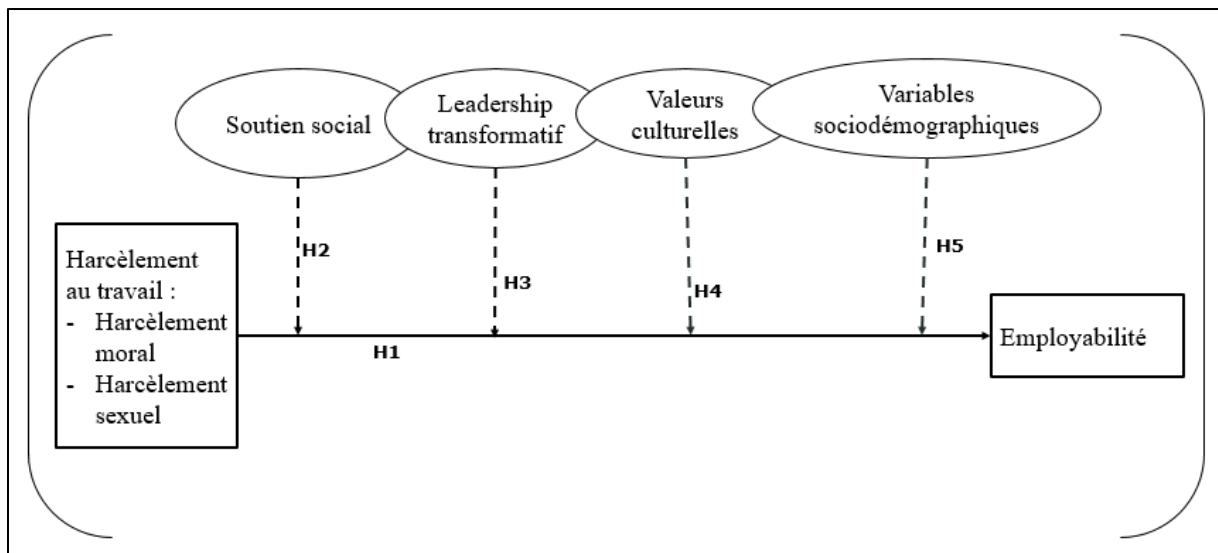 Soutien social
Leadership
transformatif
Valeurs
culturelles
Variables
sociodémographiques
Harcèlement
au travail :
- Harcèlement
moral
- Harcèlement
sexuel
H2
H3
H4
H5
H1
Employabilité